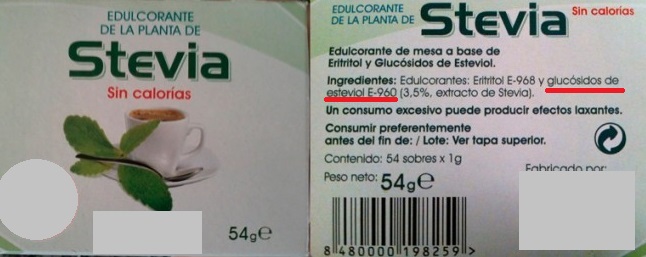 EDULCORANTE
DE LA PLANTA DE
Stevia
Sin calorías
54g℮
EDULCORANTE
DE LA PLANTA DE
Stevia
Sin calorías
Edulcorante de mesa a base de
Eritritol y Glucósidos de Esteviol.
Ingredientes: Edulcorantes: Eritritol E-968 y glucósidos de
esteviol E-960 (3,5%, extracto de Stevia).
Un consumo excesivo puede producir efectos laxantes.
Consumir preferentemente
antes del fin de: / Lote: Ver tapa superior.
Contenido: 54 sobres x 1g
Peso neto: 54g℮
Fabricado por:
8 480000 198259 >